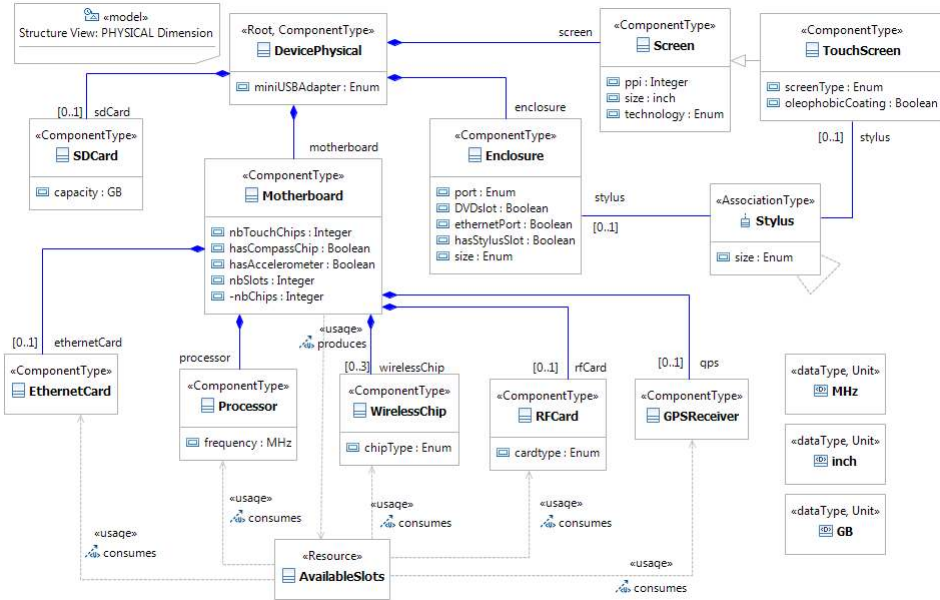 «model»
Structure View: PHYSICAL Dimension
«Root, ComponentType»
DevicePhysical
miniUSBAdapter : Enum
screen
«ComponentType»
Screen
ppi : Integer
size : inch
technology : Enum
«ComponentType»
TouchScreen
screenType : Enum
oleophobicCoating : Boolean
[0..1] sdCard
«ComponentType»
SDCard
capacity : GB
motherboard
«ComponentType»
Motherboard
nbTouchChips : Integer
hasCompassChip : Boolean
hasAccelerometer : Boolean
nbSlots : Integer
-nbChips : Integer
enclosure
«ComponentType»
Enclosure
port : Enum
DVDslot : Boolean
ethernetPort : Boolean
hasStylusSlot : Boolean
size : Enum
stylus
[0..1]
[0..1]
stylus
«AssociationType»
Stylus
size : Enum
[0..1] ethernetCard
«ComponentType»
EthernetCard
processor
«ComponentType»
Processor
frequency : MHz
«usage»
produces
[0..3] wirelessChip
«ComponentType»
WirelessChip
chipType : Enum
[0..1] rfCard
«ComponentType»
RFCard
cardtype : Enum
[0..1] gps
«ComponentType»
GPSReceiver
«dataType, Unit»
MHz
«dataType, Unit»
inch
«dataType, Unit»
GB
«usage»
consumes
«usage»
consumes
«usage»
consumes
«usage»
consumes
«usage»
consumes
«Resource»
AvailableSlots